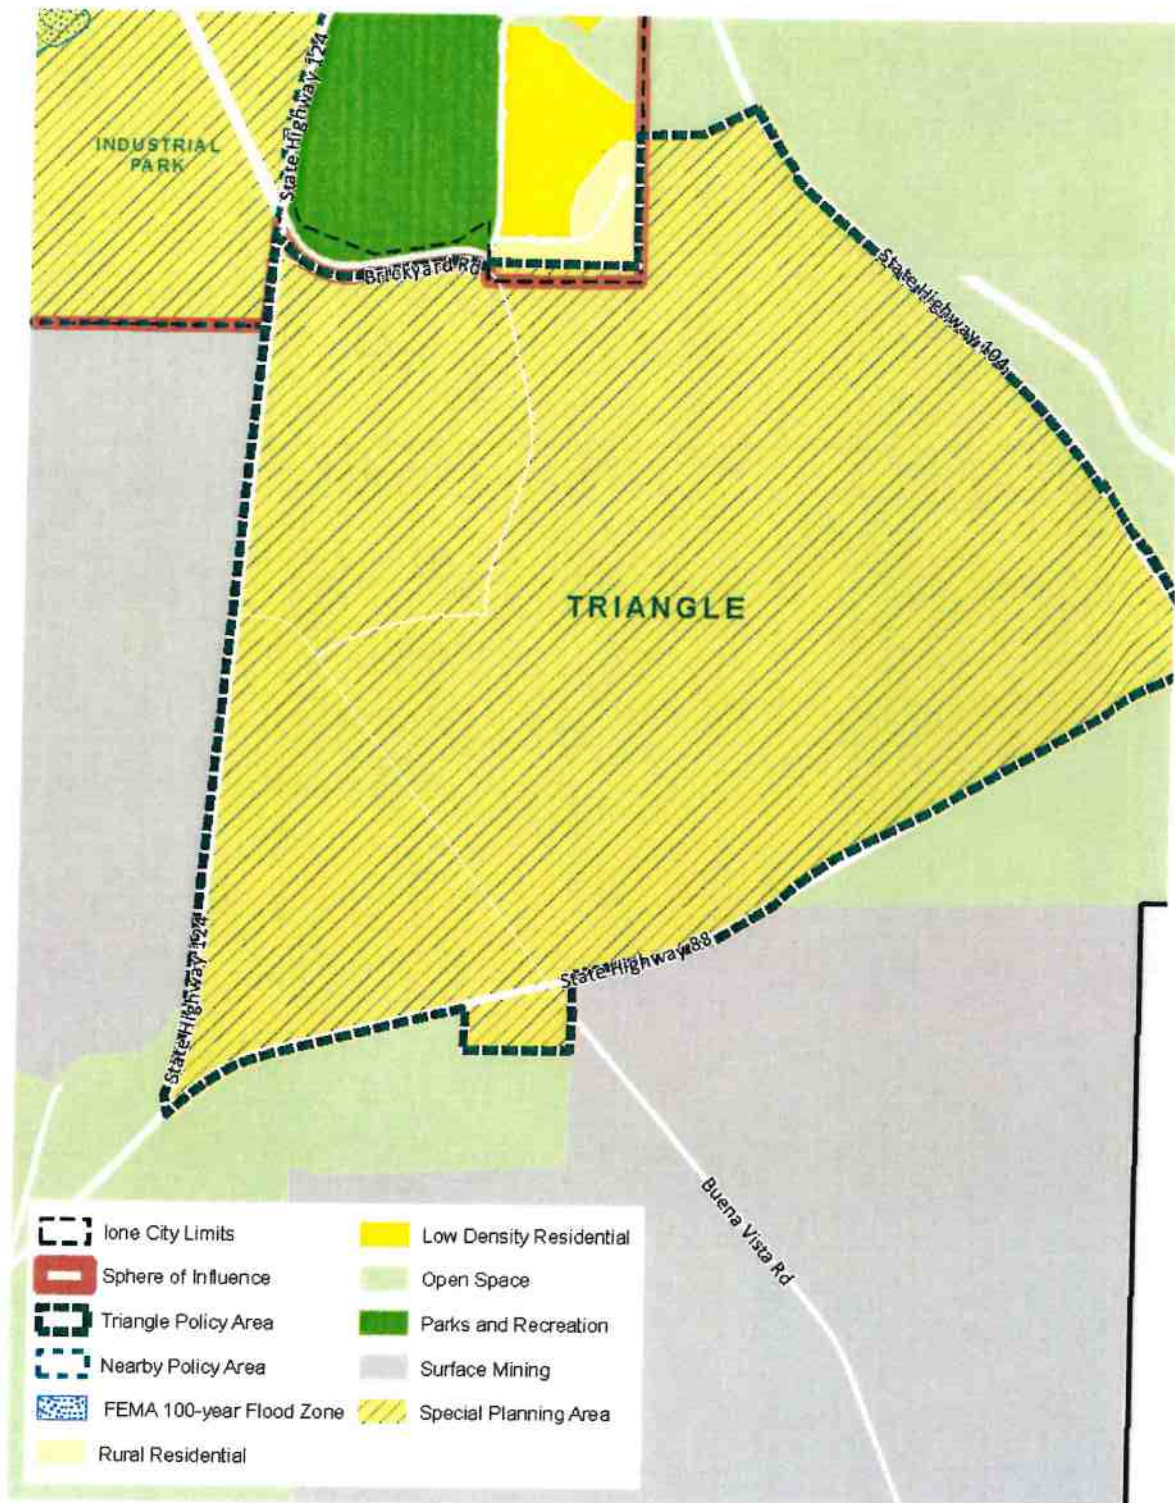 State Highway 124
INDUSTRIAL
PARK
Brickyard Rd
State Highway 104
TRIANGLE
State Highway 88
State Highway 124
Buena Vista Rd
Ione City Limits
Sphere of Influence
Triangle Policy Area
Nearby Policy Area
FEMA 100-year Flood Zone
Rural Residential
Low Density Residential
Open Space
Parks and Recreation
Surface Mining
Special Planning Area